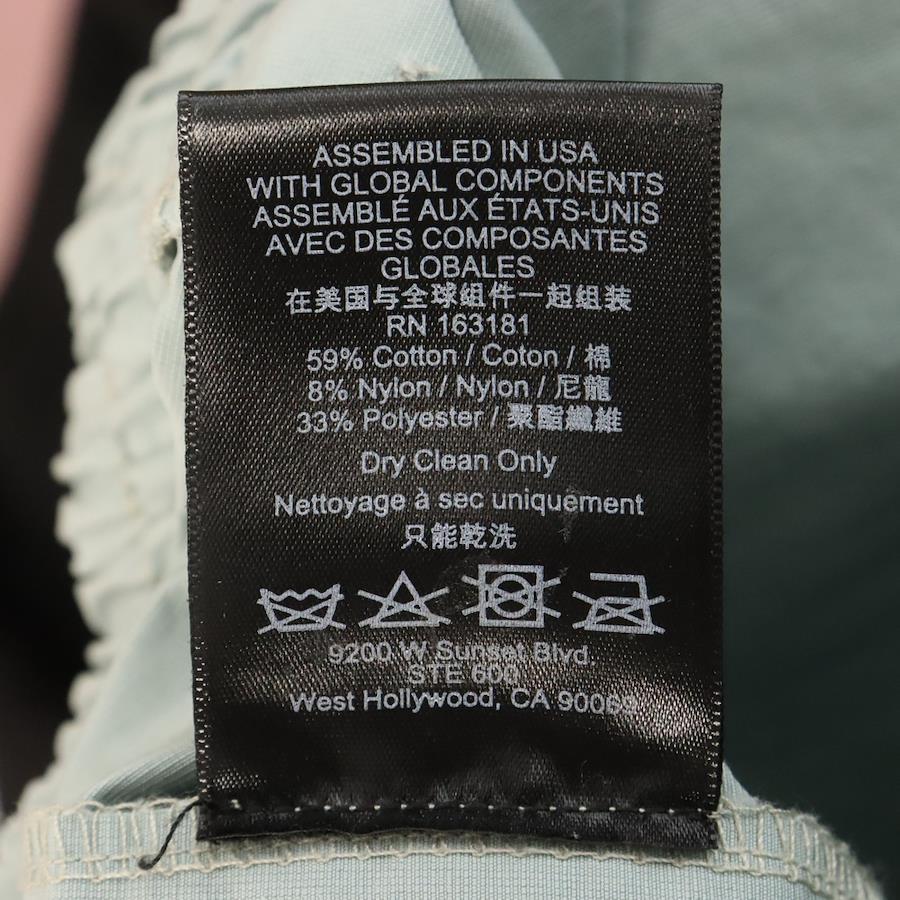 ASSEMBLED IN USA
WITH GLOBAL COMPONENTS
ASSEMBLÉ AUX ÉTATS-UNIS
AVEC DES COMPOSANTES
GLOBALES
在美国与全球组件一起组装
RN 163181
59% Cotton / Coton / 棉
8% Nylon / Nylon / 尼龍
33% Polyester / 聚酯纖維
Dry Clean Only
Nettoyage à sec uniquement
只能乾洗
9200 W Sunset Blvd.
STE 600
West Hollywood, CA 90069